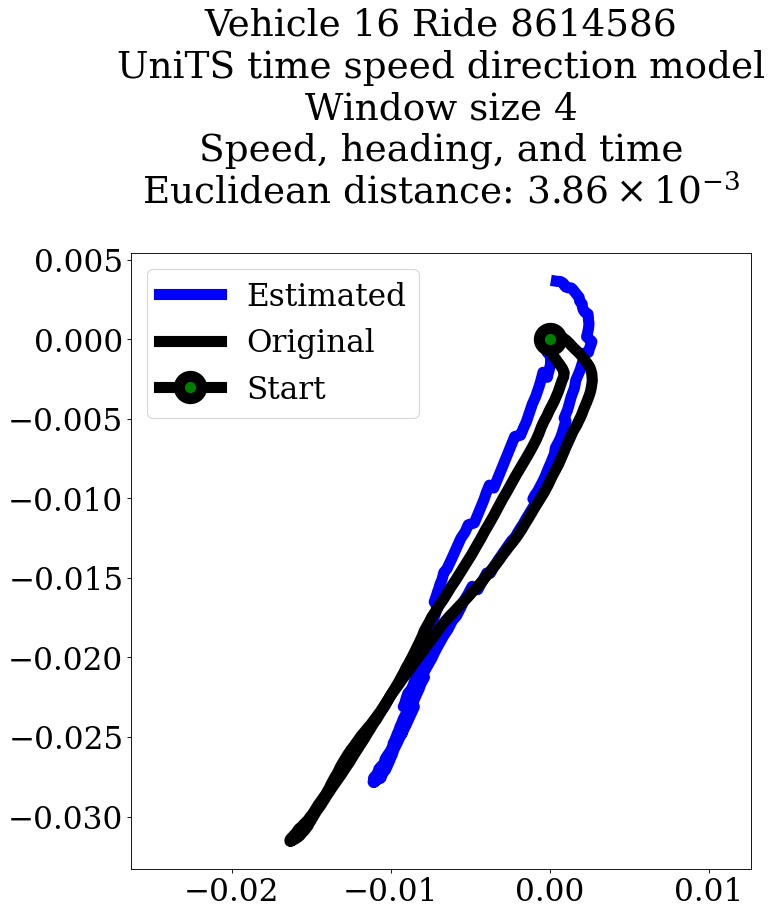 Vehicle 16 Ride 8614586
UniTS time speed direction model
Window size 4
Speed, heading, and time
Euclidean distance: 3.86 × 10⁻³
0.005
0.000
−0.005
−0.010
−0.015
−0.020
−0.025
−0.030
Estimated
Original
Start
−0.02
−0.01
0.00
0.01